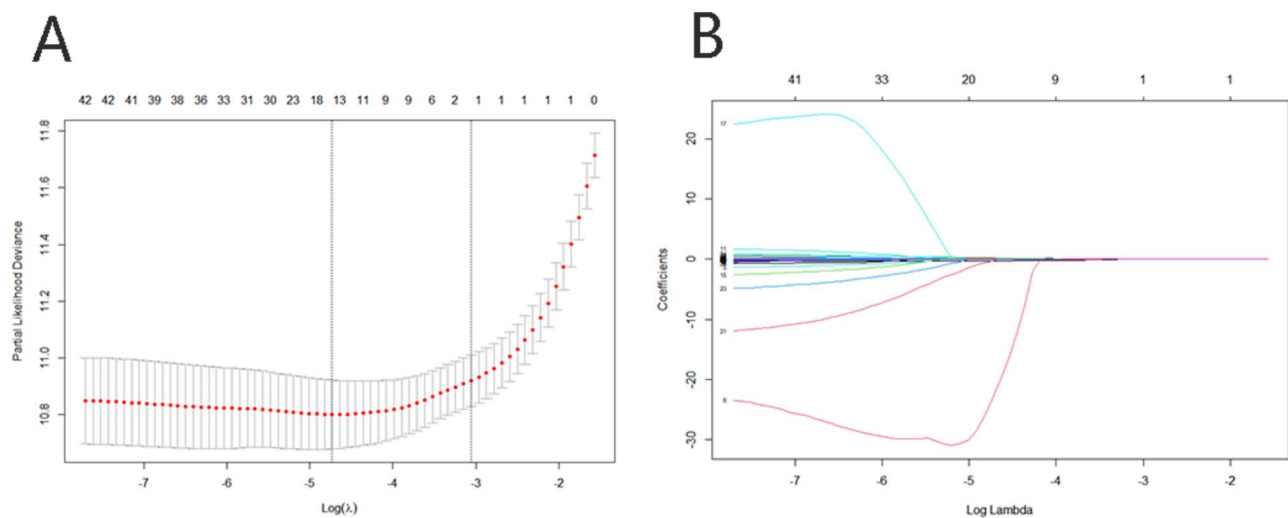 A
42 42 41 39 38 36 33 31 30 23 18 13 11 9 9 6 2 1 1 1 1 1 0
11.8
11.6
11.4
11.2
11.0
10.8
Partial Likelihood Deviance
-7 -6 -5 -4 -3 -2
Log(λ)
B
41 33 20 9 1 1
20
10
0
-10
-20
-30
Coefficients
17
11
23
21
-7 -6 -5 -4 -3 -2
Log Lambda